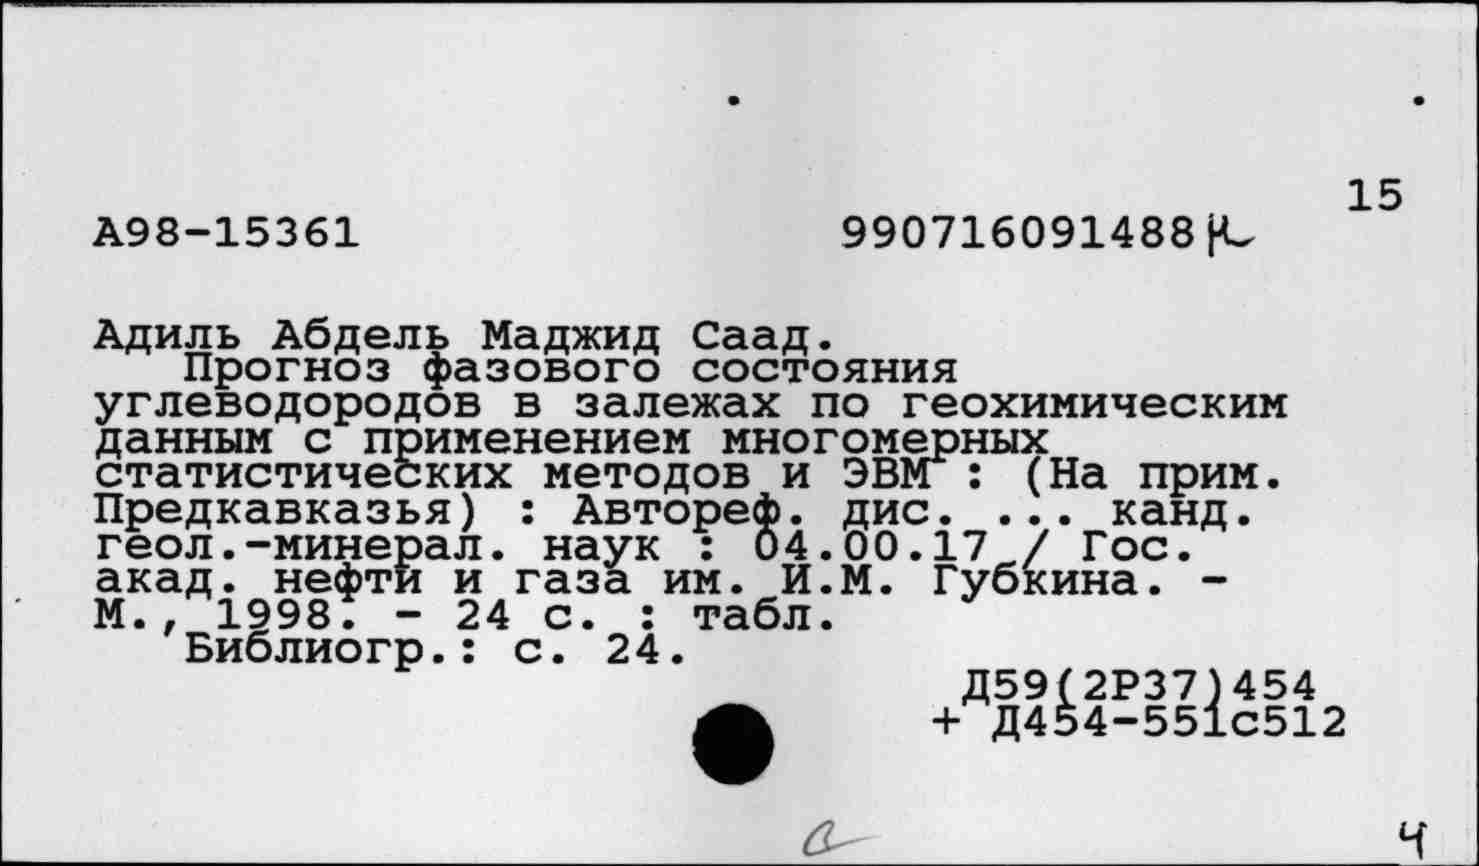 15
А98-15361 990716091488
Адиль Абдель Маджид Саад.
Прогноз фазового состояния
углеводородов в залежах по геохимическим
данным с применением многомерных
статистических методов и ЭВМ : (На прим.
Предкавказья) : Автореф. дис. ... канд.
геол.-минерал. наук : 04.00.17 / Гос.
акад. нефти и газа им. И.М. Губкина. -
М., 1998. - 24 с. : табл.
Библиогр.: с. 24.
Д59(2Р37)454
+ Д454-551с512
а
4